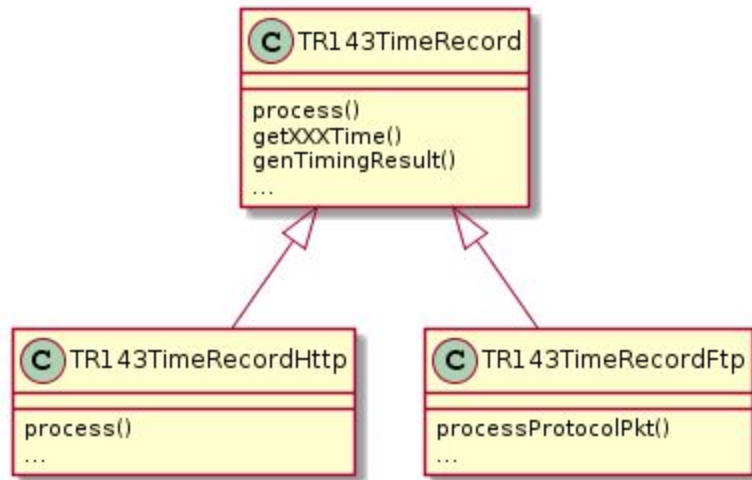 C TR143TimeRecord
process()
getXXXTime()
genTimingResult()
...
C TR143TimeRecordHttp
process()
...
C TR143TimeRecordFtp
processProtocolPkt()
...